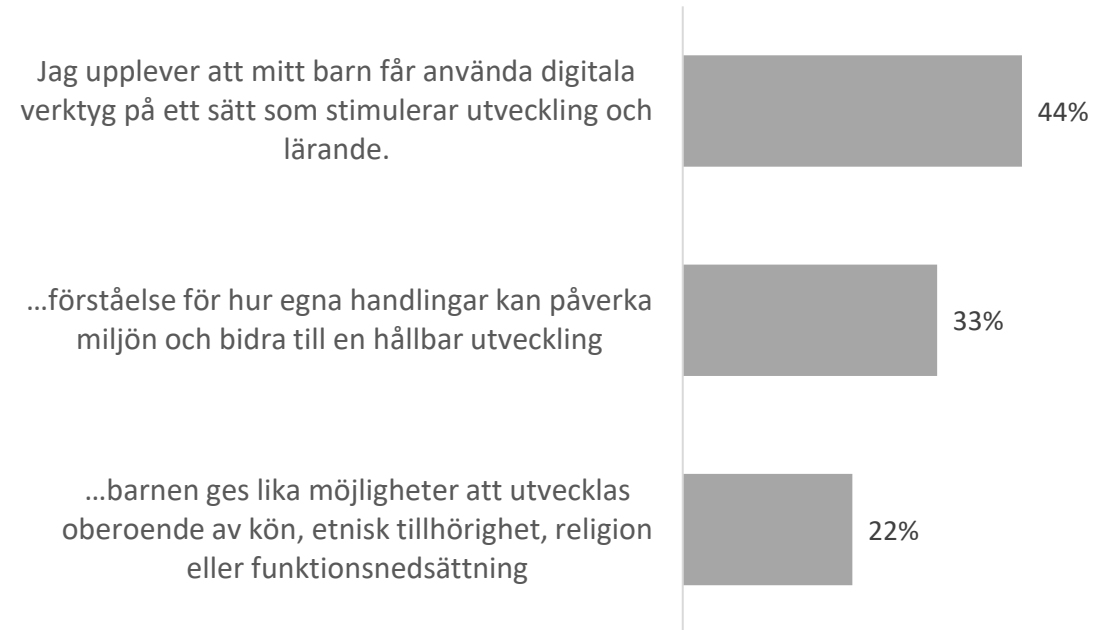 Jag upplever att mitt barn får använda digitala
verktyg på ett sätt som stimulerar utveckling och
lärande.
44%
…förståelse för hur egna handlingar kan påverka
miljön och bidra till en hållbar utveckling
33%
…barnen ges lika möjligheter att utvecklas
oberoende av kön, etnisk tillhörighet, religion
eller funktionsnedsättning
22%